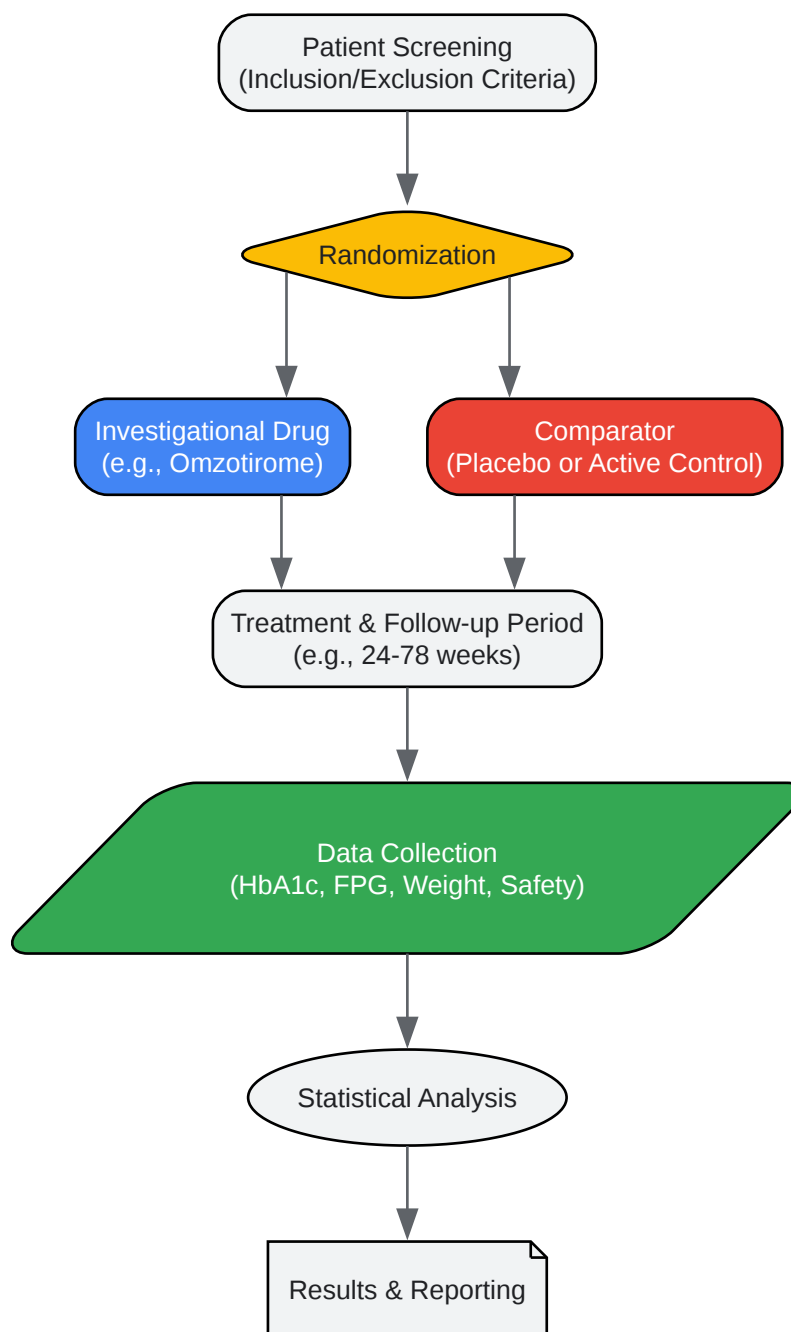 Patient Screening
(Inclusion/Exclusion Criteria)
Randomization
Investigational Drug
(e.g., Omzotirome)
Comparator
(Placebo or Active Control)
Treatment & Follow-up Period
(e.g., 24-78 weeks)
Data Collection
(HbA1c, FPG, Weight, Safety)
Statistical Analysis
Results & Reporting